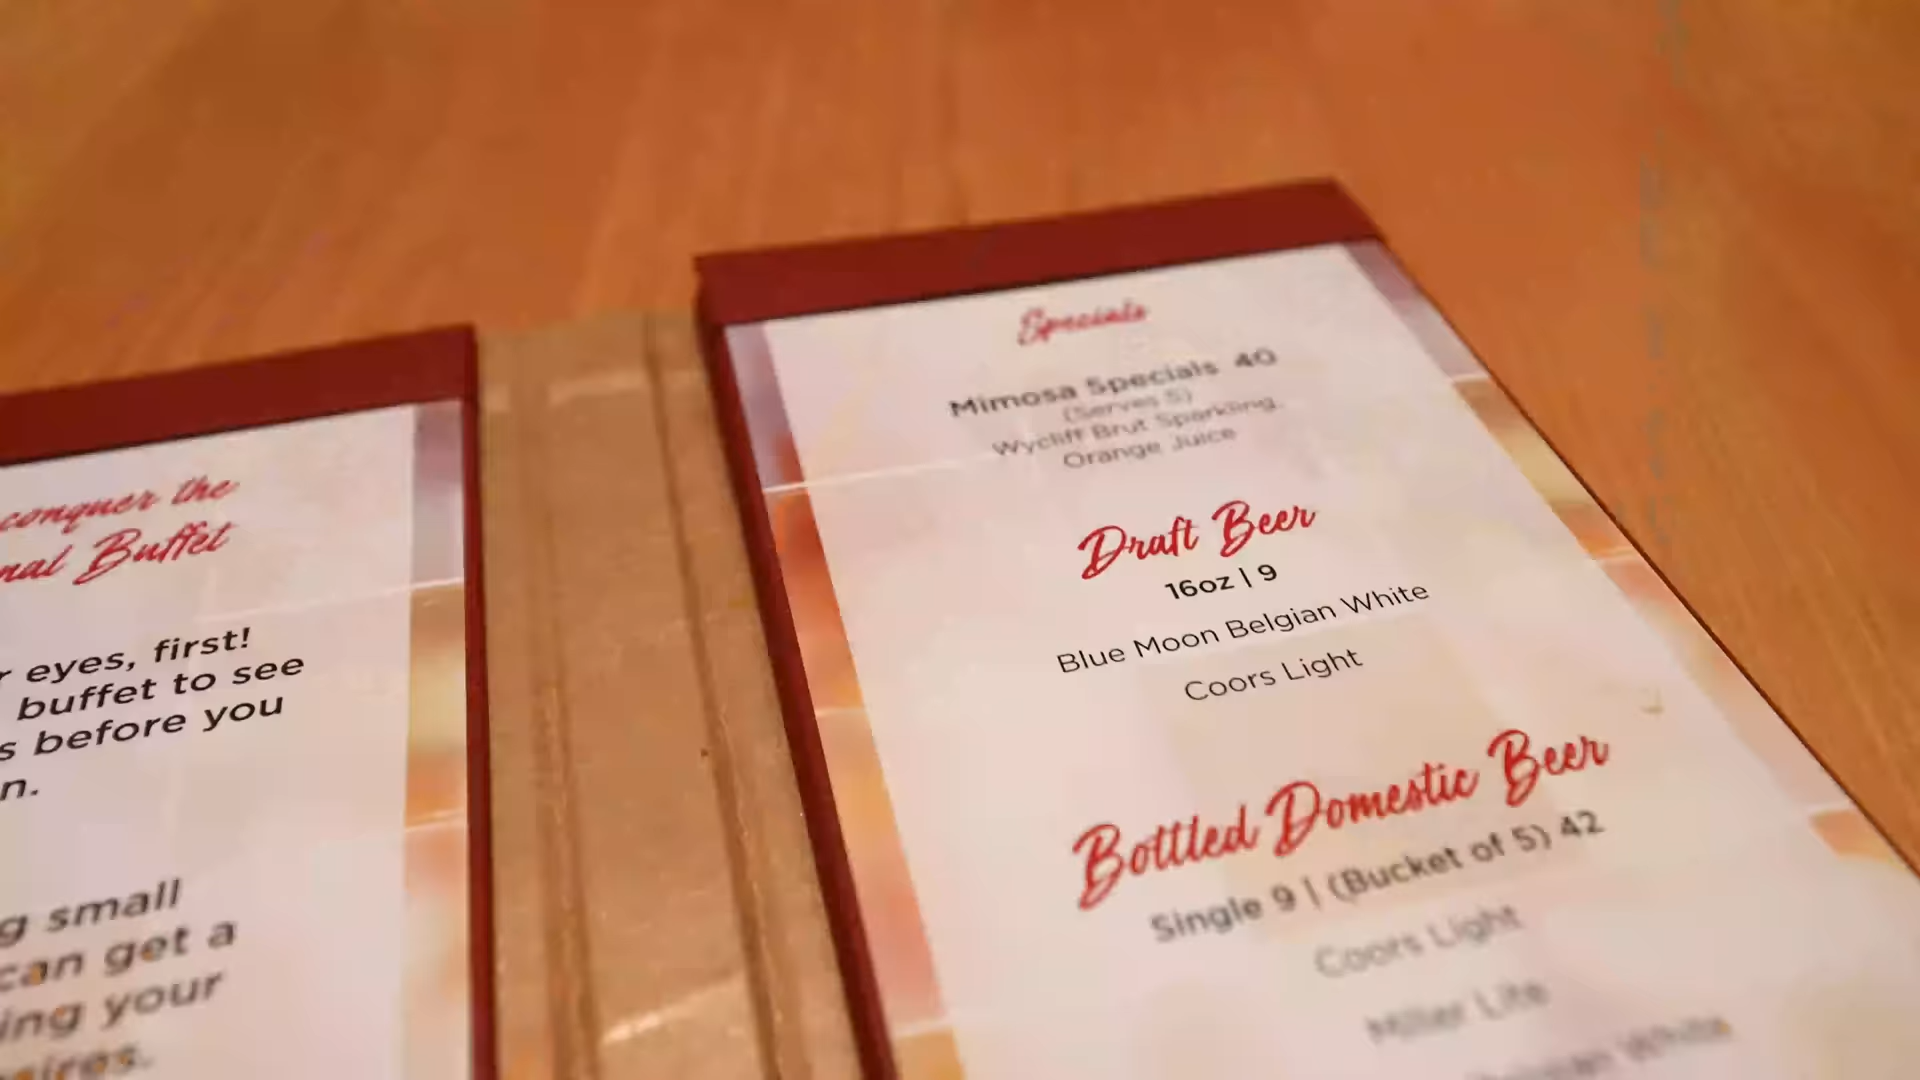 conquer the
nal Buffet
r eyes, first!
buffet to see
s before you
n.
g small
can get a
ing your
sires.
Specials
Mimosa Specials 40
(Serves 5)
Wycliff Brut Sparkling,
Orange Juice
Draft Beer
16oz | 9
Blue Moon Belgian White
Coors Light
Bottled Domestic Beer
Single 9 | (Bucket of 5) 42
Coors Light
Miller Lite
White